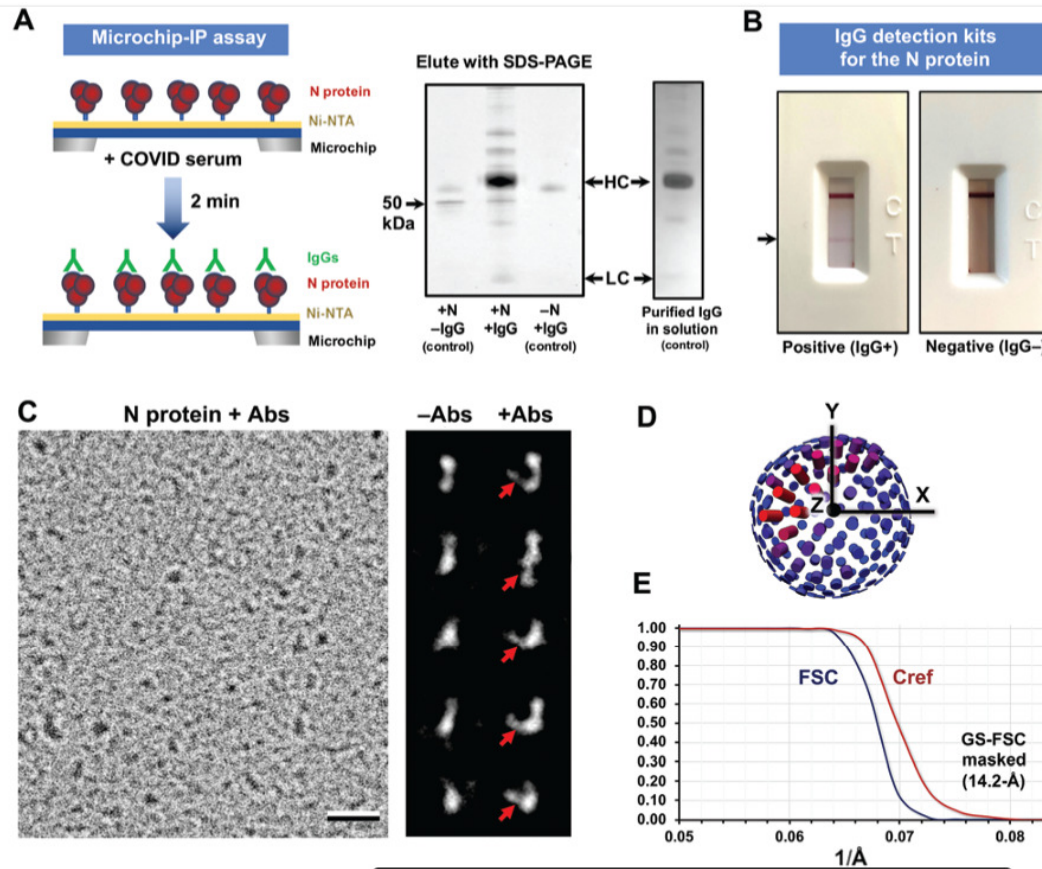 A
Microchip-IP assay
N protein
Ni-NTA
Microchip
+ COVID serum
2 min
IgGs
N protein
Ni-NTA
Microchip
Elute with SDS-PAGE
HC
50
kDa
LC
+N
–IgG
(control)
+N
+IgG
–N
+IgG
(control)
Purified IgG
in solution
(control)
B
IgG detection kits
for the N protein
C
T
C
T
Positive (IgG+)
Negative (IgG–)
C
N protein + Abs
–Abs
+Abs
D
Y
X
Z
E
1.00
0.90
0.80
0.70
0.60
0.50
0.40
0.30
0.20
0.10
0.00
FSC
Cref
GS-FSC
masked
(14.2-Å)
0.05
0.06
0.07
0.08
1/Å